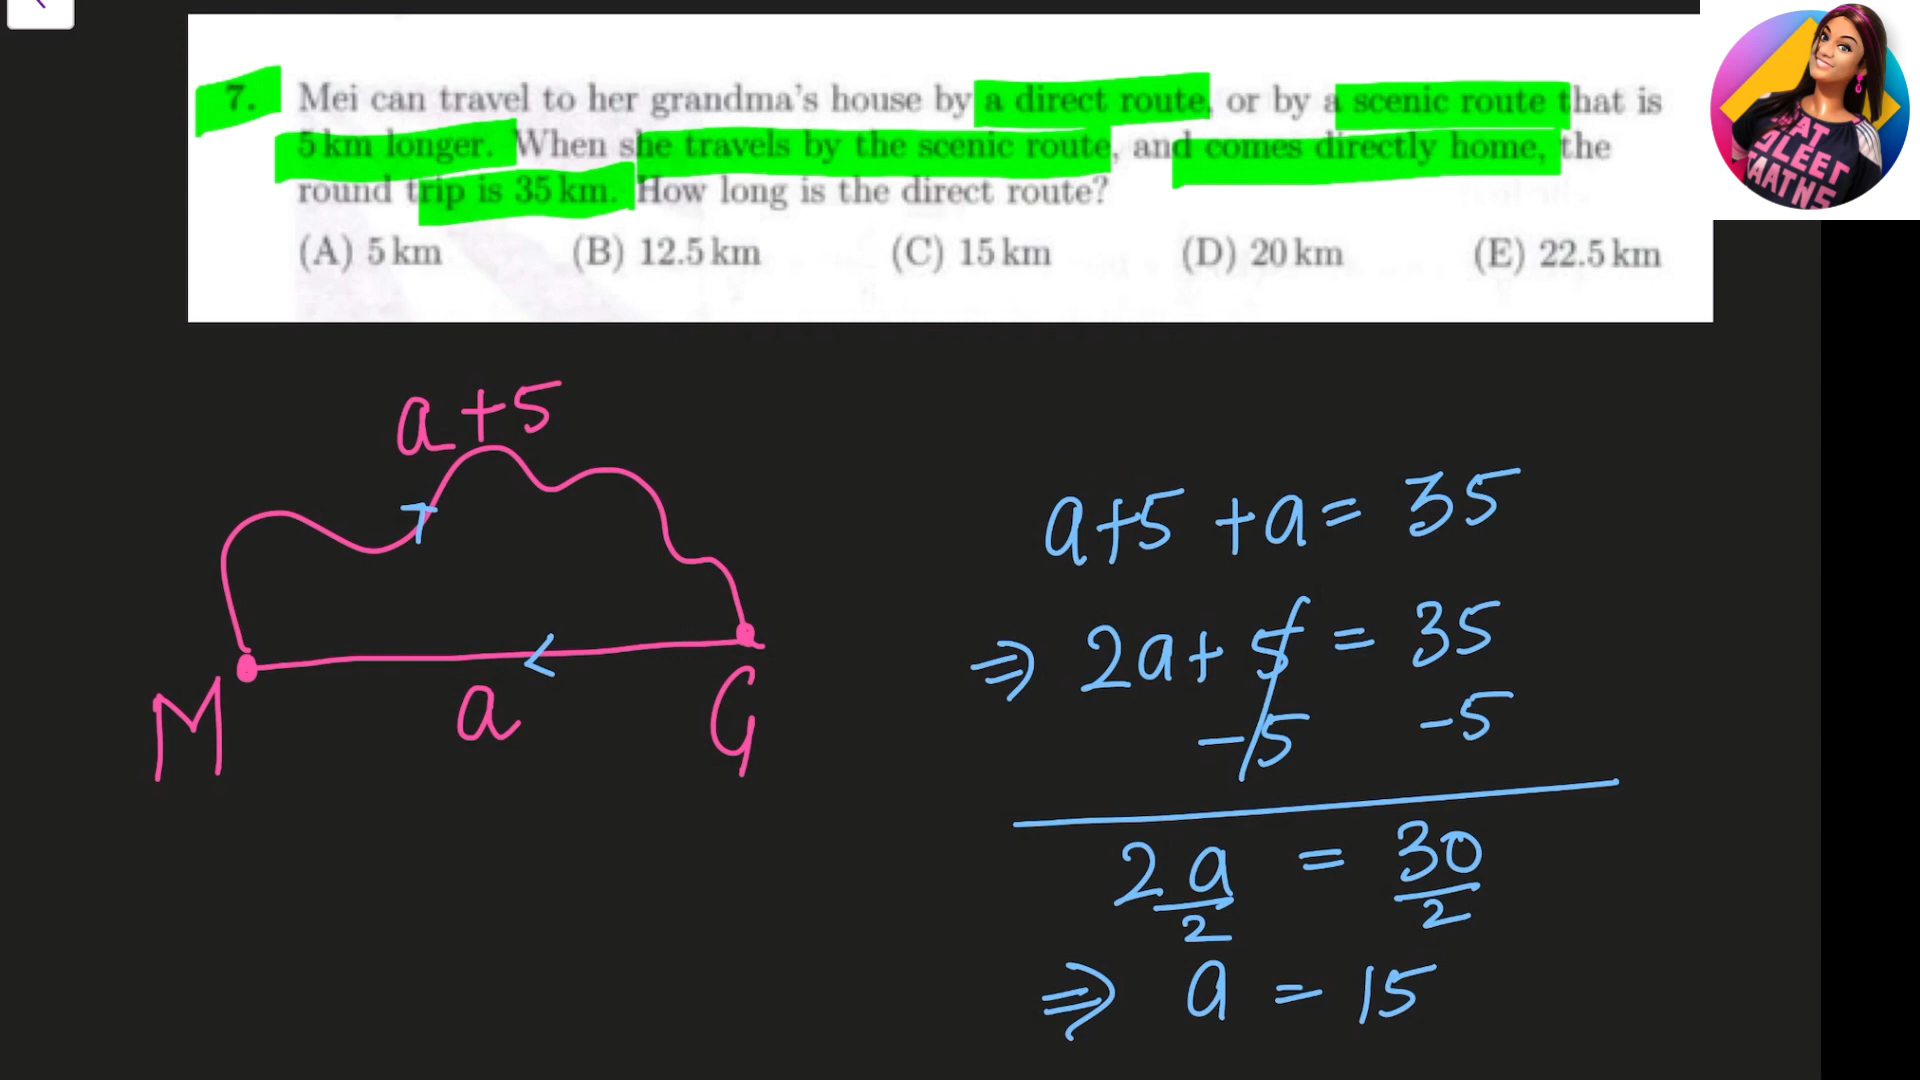 7. Mei can travel to her grandma's house by a direct route, or by a scenic route that is
5 km longer. When she travels by the scenic route, and comes directly home, the
round trip is 35 km. How long is the direct route?
(A) 5 km (B) 12.5 km (C) 15 km (D) 20 km (E) 22.5 km
EAT
SLEEP
MAATHS
a+5
M
a
G
a+5 +a= 35
⇒ 2a+ 5 = 35
-5 -5
2a/2 = 30/2
⇒ a = 15